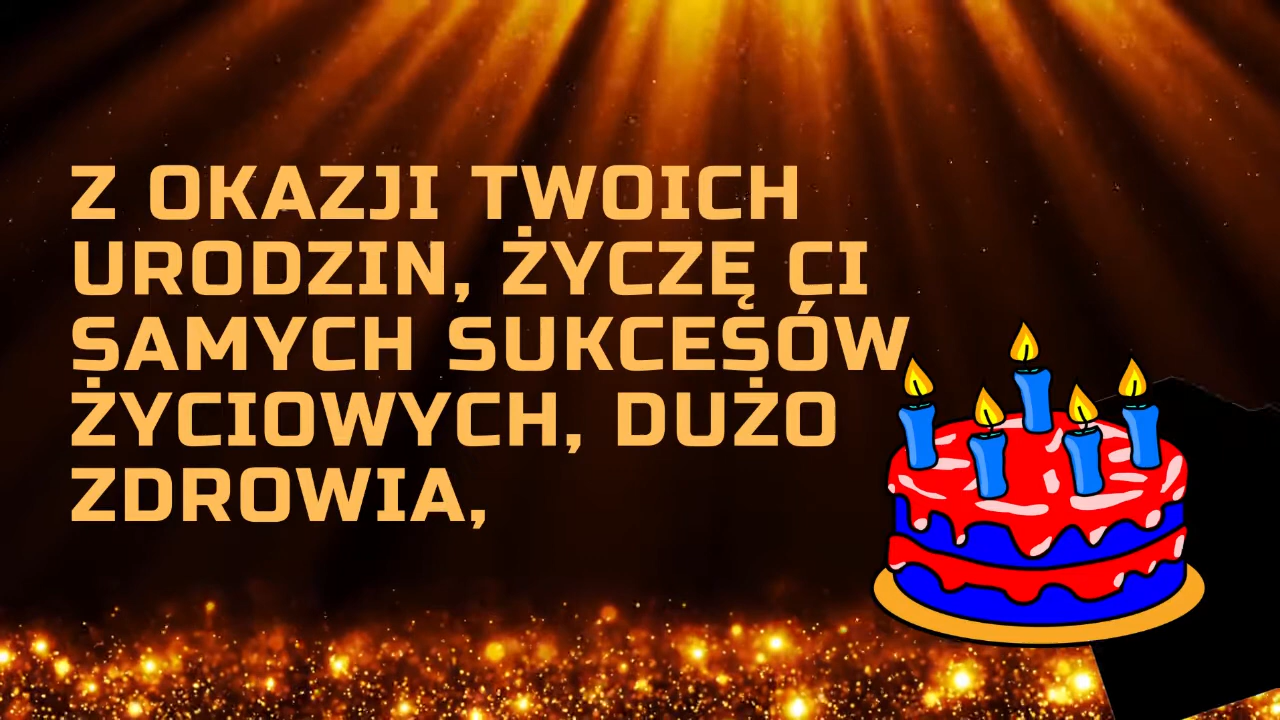 Z OKAZJI TWOICH
URODZIN, ŻYCZĘ CI
SAMYCH SUKCESÓW
ŻYCIOWYCH, DUŻO
ZDROWIA,